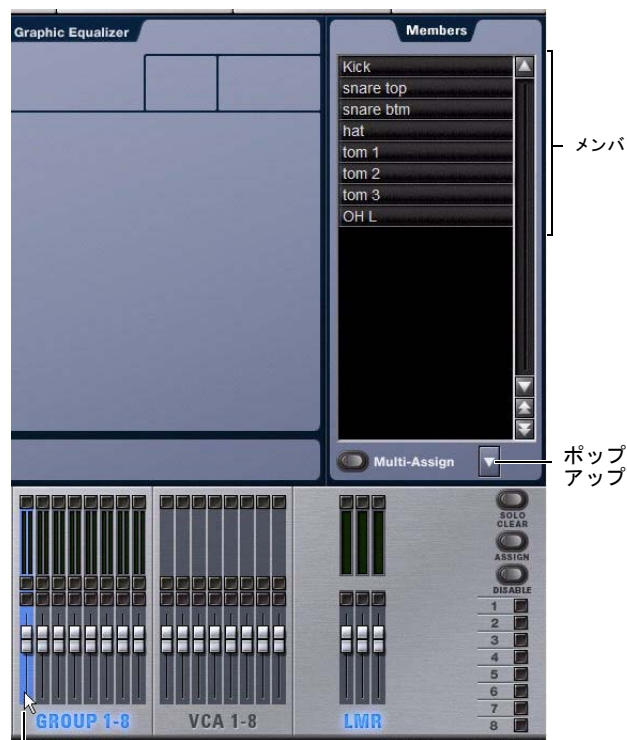 Graphic Equalizer
Members
Kick
snare top
snare btm
hat
tom 1
tom 2
tom 3
OH L
メンバ
Multi-Assign
ポップ
アップ
SOLO
CLEAR
ASSIGN
DISABLE
1
2
3
4
5
6
7
8
GROUP 1-8
VCA 1-8
LMR